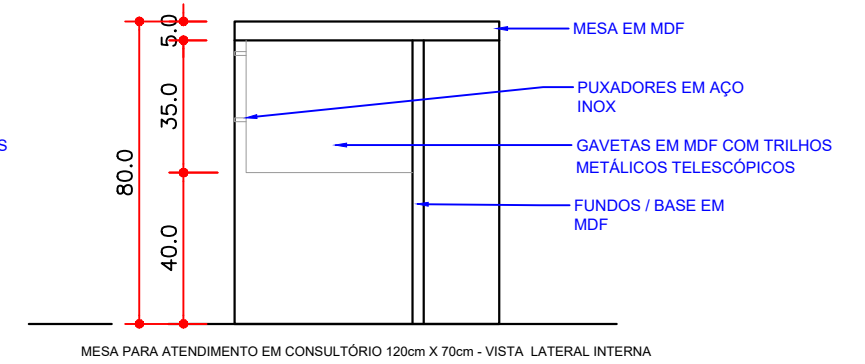 5.0
MESA EM MDF
35.0
PUXADORES EM AÇO
INOX
S
GAVETAS EM MDF COM TRILHOS
METÁLICOS TELESCÓPICOS
80.0
FUNDOS / BASE EM
MDF
40.0
MESA PARA ATENDIMENTO EM CONSULTÓRIO 120cm X 70cm - VISTA LATERAL INTERNA